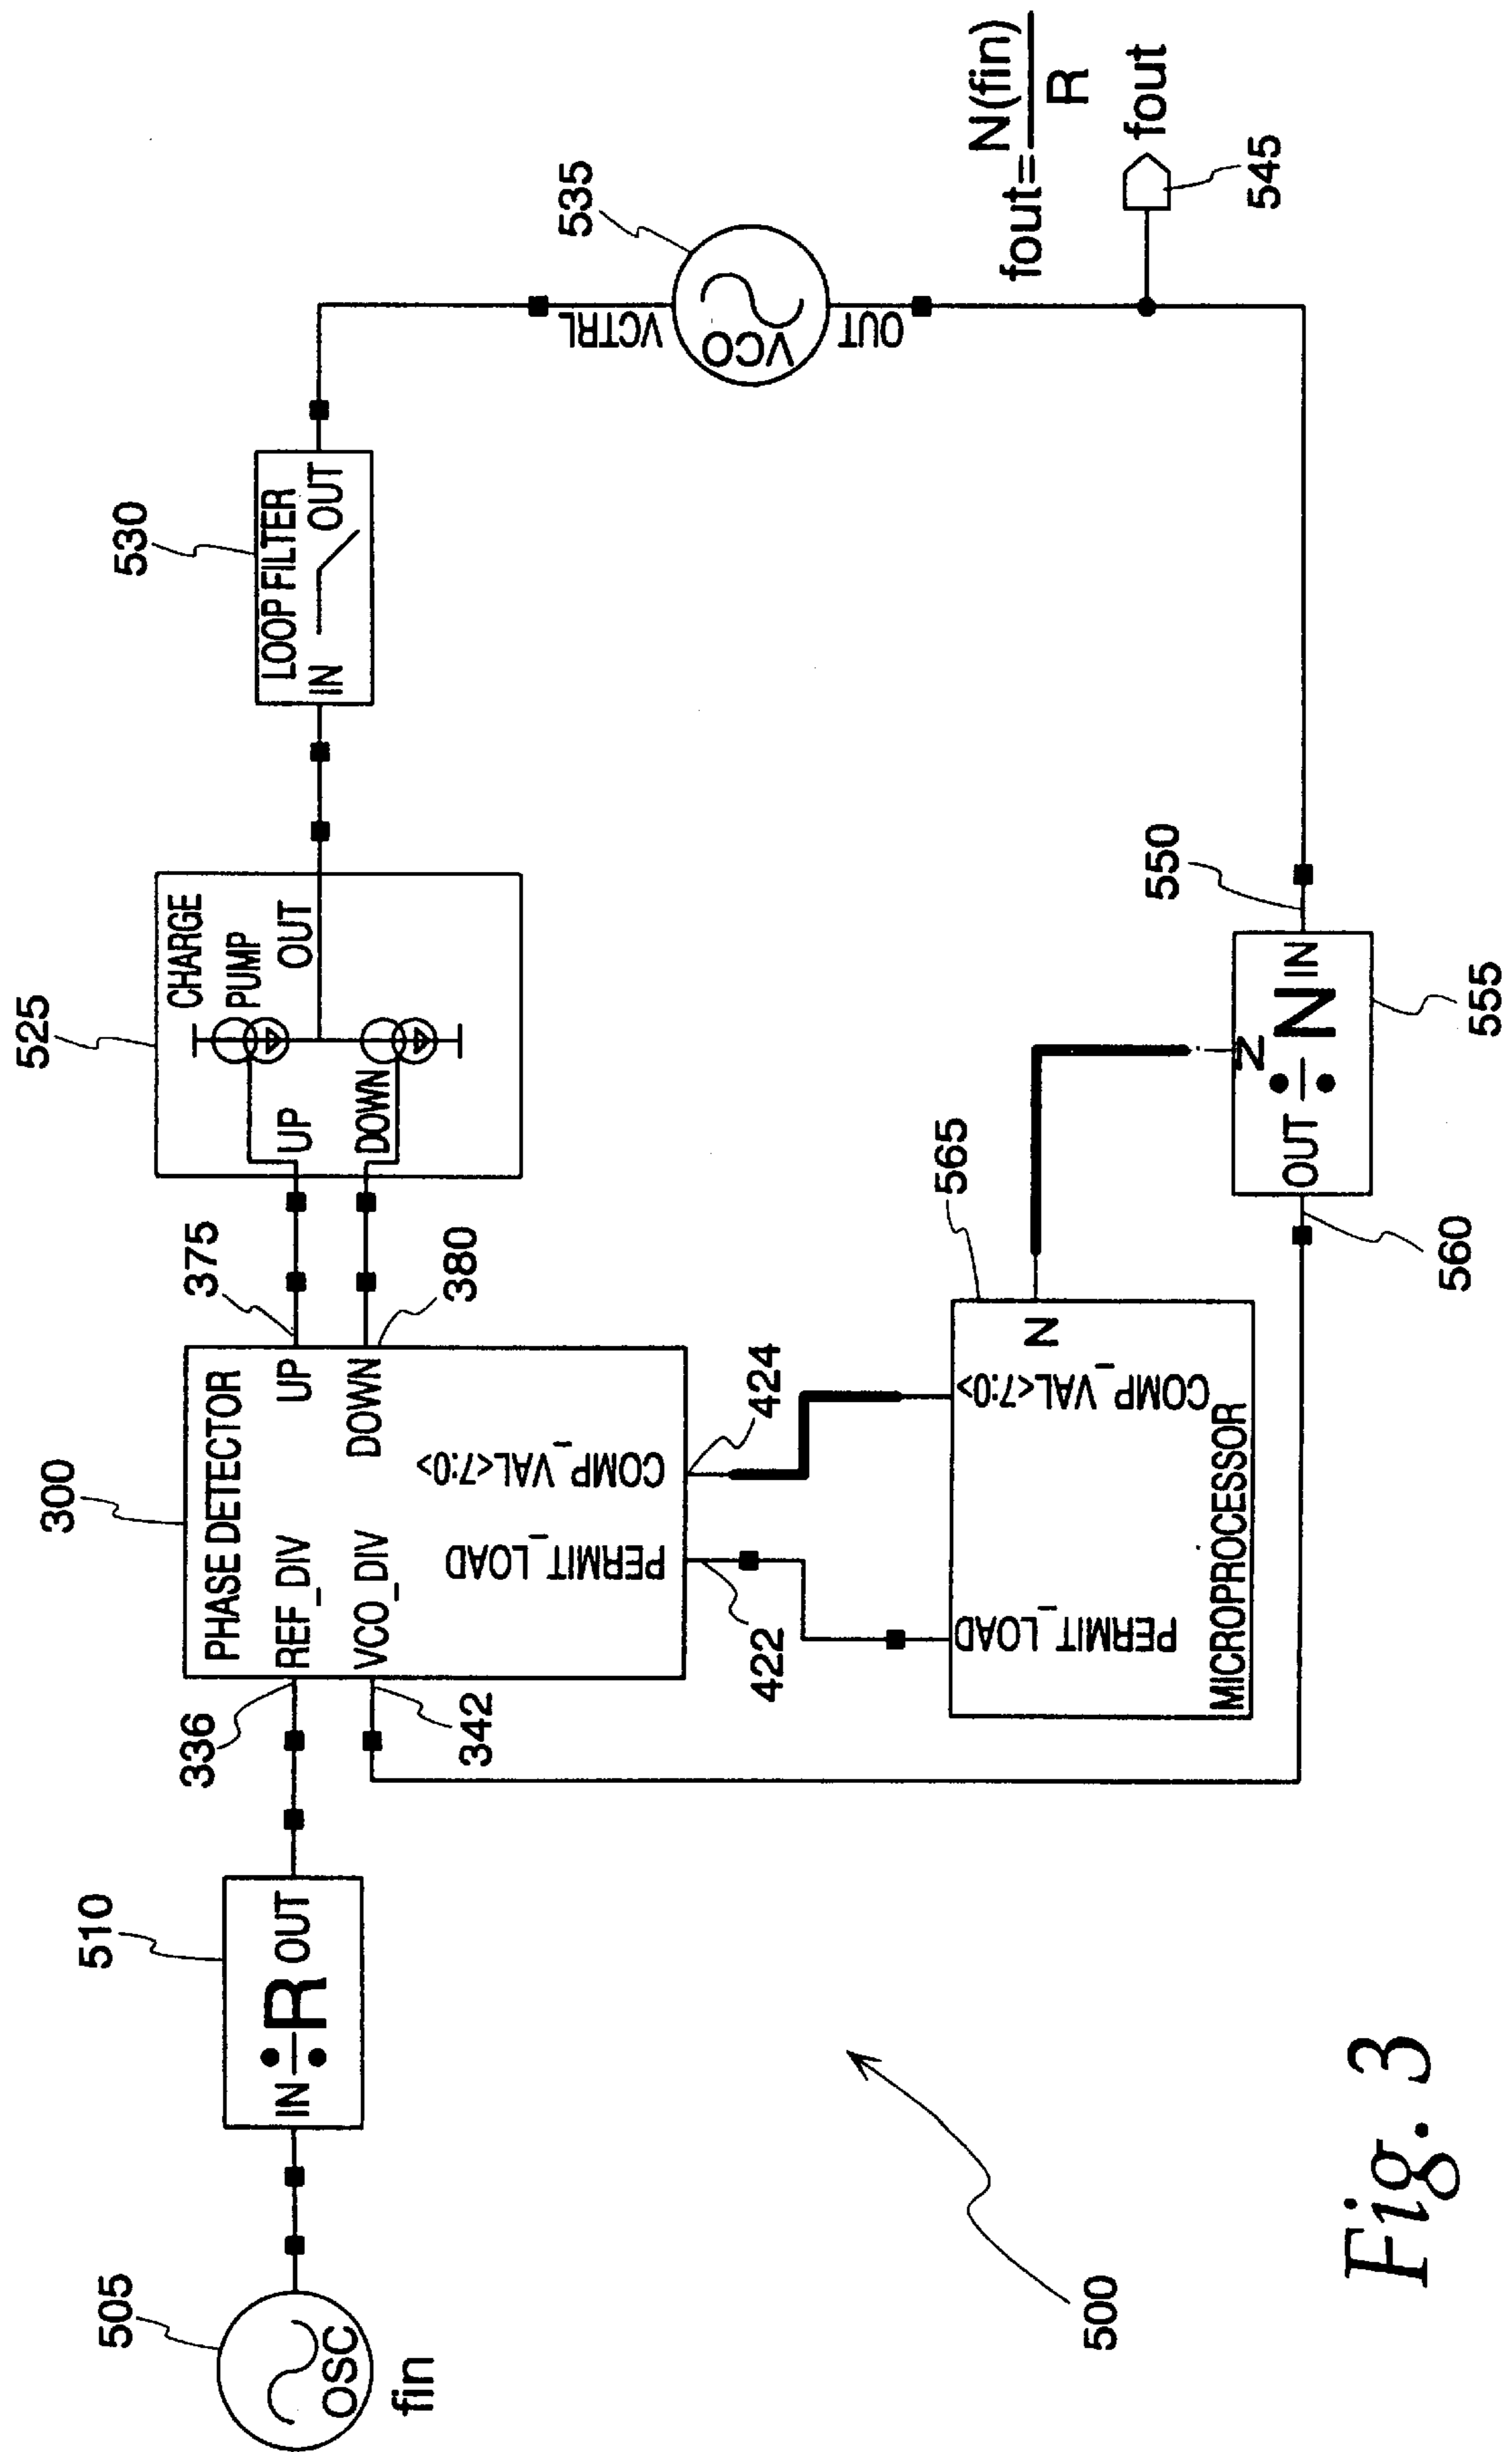 505
OSC
fin
510
IN ÷R OUT
300
PHASE DETECTOR
336
REF_DIV
UP
375
342
VCO_DIV
DOWN
380
PERMIT_LOAD
COMP_VAL<7:0>
422
424
525
CHARGE
PUMP
UP
OUT
DOWN
530
LOOP FILTER
IN
OUT
535
VCTRL
VCO
OUT
fout=N(fin)/R
fout
545
565
PERMIT_LOAD
COMP_VAL<7:0>
N
MICROPROCESSOR
550
N
OUT ÷N IN
555
560
500
Fig. 3